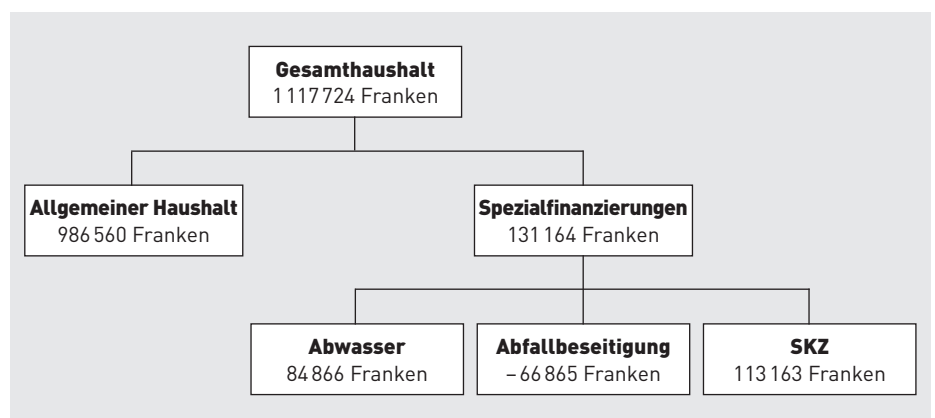 Gesamthaushalt
1 117 724 Franken
Allgemeiner Haushalt
986 560 Franken
Spezialfinanzierungen
131 164 Franken
Abwasser
84 866 Franken
Abfallbeseitigung
– 66 865 Franken
SKZ
113 163 Franken